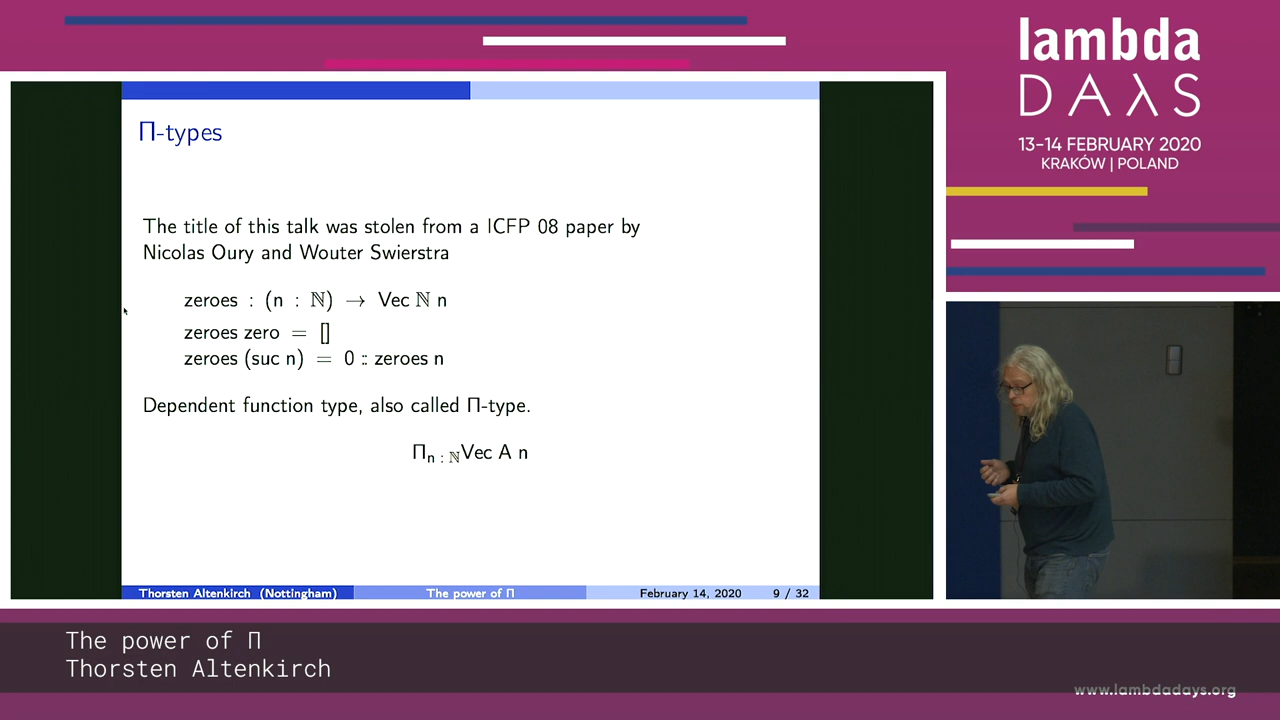 lambda
DAλS
13-14 FEBRUARY 2020
KRAKÓW | POLAND
Π-types
The title of this talk was stolen from a ICFP 08 paper by
Nicolas Oury and Wouter Swierstra
zeroes : (n : ℕ) → Vec ℕ n
zeroes zero = []
zeroes (suc n) = 0 :: zeroes n
Dependent function type, also called Π-type.
Πn : ℕVec A n
Thorsten Altenkirch (Nottingham) The power of Π February 14, 2020 9 / 32
The power of Π
Thorsten Altenkirch
www.lambdadays.org